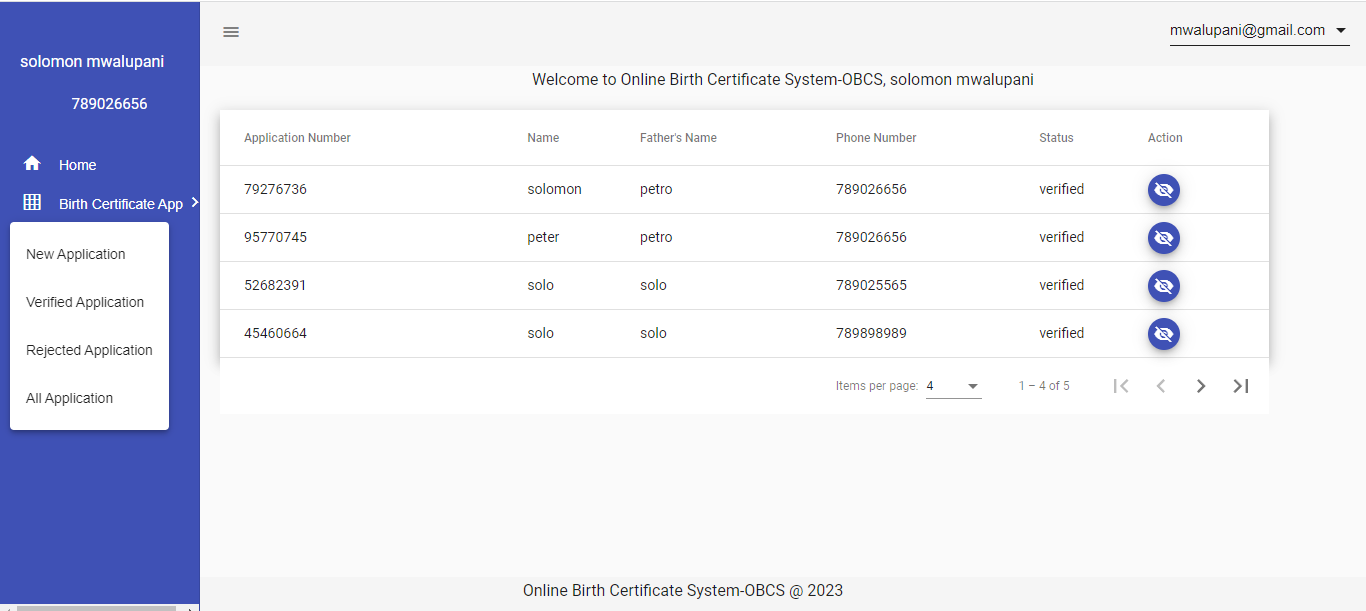 solomon mwalupani
789026656
Home
Birth Certificate App
New Application
Verified Application
Rejected Application
All Application
mwalupani@gmail.com
Welcome to Online Birth Certificate System-OBCS, solomon mwalupani
Application Number Name Father's Name Phone Number Status Action
79276736 solomon petro 789026656 verified
95770745 peter petro 789026656 verified
52682391 solo solo 789025565 verified
45460664 solo solo 789898989 verified
Items per page: 4 1 – 4 of 5
Online Birth Certificate System-OBCS @ 2023